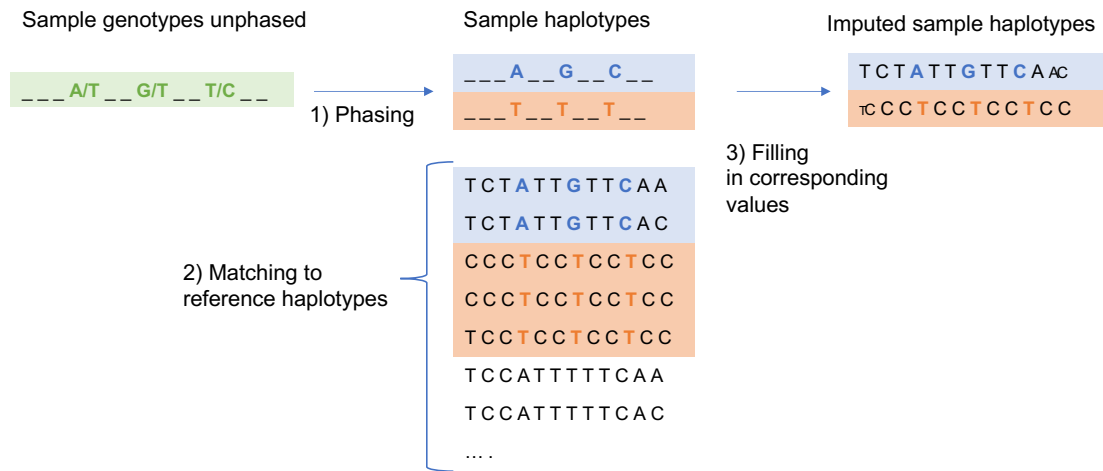 Sample genotypes unphased
_ _ _ A/T _ _ G/T _ _ T/C _ _
1) Phasing
Sample haplotypes
_ _ _ A _ _ G _ _ C _ _
_ _ _ T _ _ T _ _ T _ _
2) Matching to
reference haplotypes
T C T A T T G T T C A A
T C T A T T G T T C A C
C C C T C C T C C T C C
C C C T C C T C C T C C
T C C T C C T C C T C C
T C C A T T T T T C A A
T C C A T T T T T C A C
... .
3) Filling
in corresponding
values
Imputed sample haplotypes
T C T A T T G T T C A AC
TC C C T C C T C C T C C